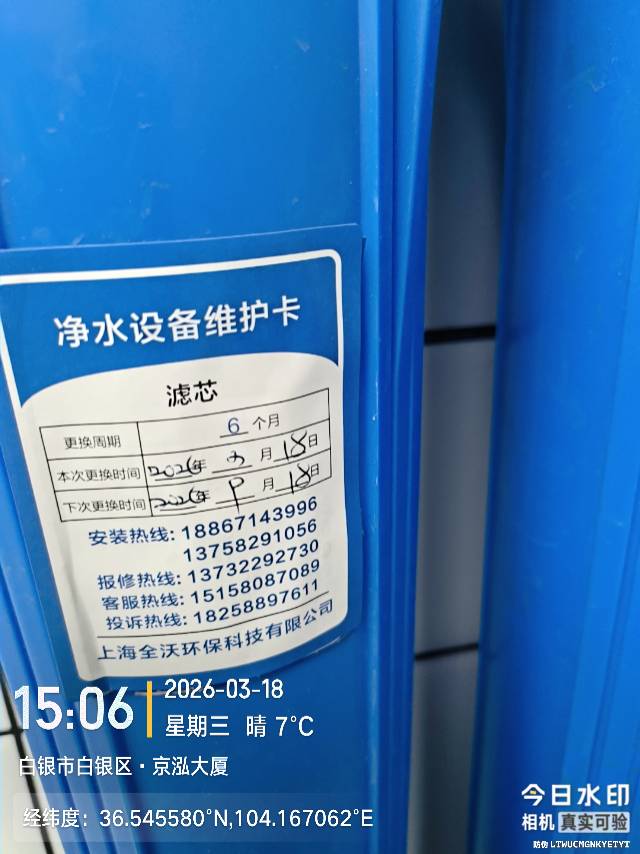 净水设备维护卡
滤芯
更换周期 6 个月
本次更换时间 2026年 3 月 18日
下次更换时间 2026年 9 月 18日
安装热线: 18867143996
13758291056
报修热线: 13732292730
客服热线: 15158087089
投诉热线: 18258897611
上海全沃环保科技有限公司
15:06
2026-03-18
星期三 晴 7℃
白银市白银区·京泓大厦
经纬度: 36.545580°N,104.167062°E
今日水印
相机 真实可验
防伪 LTWUCMGNKYETYT